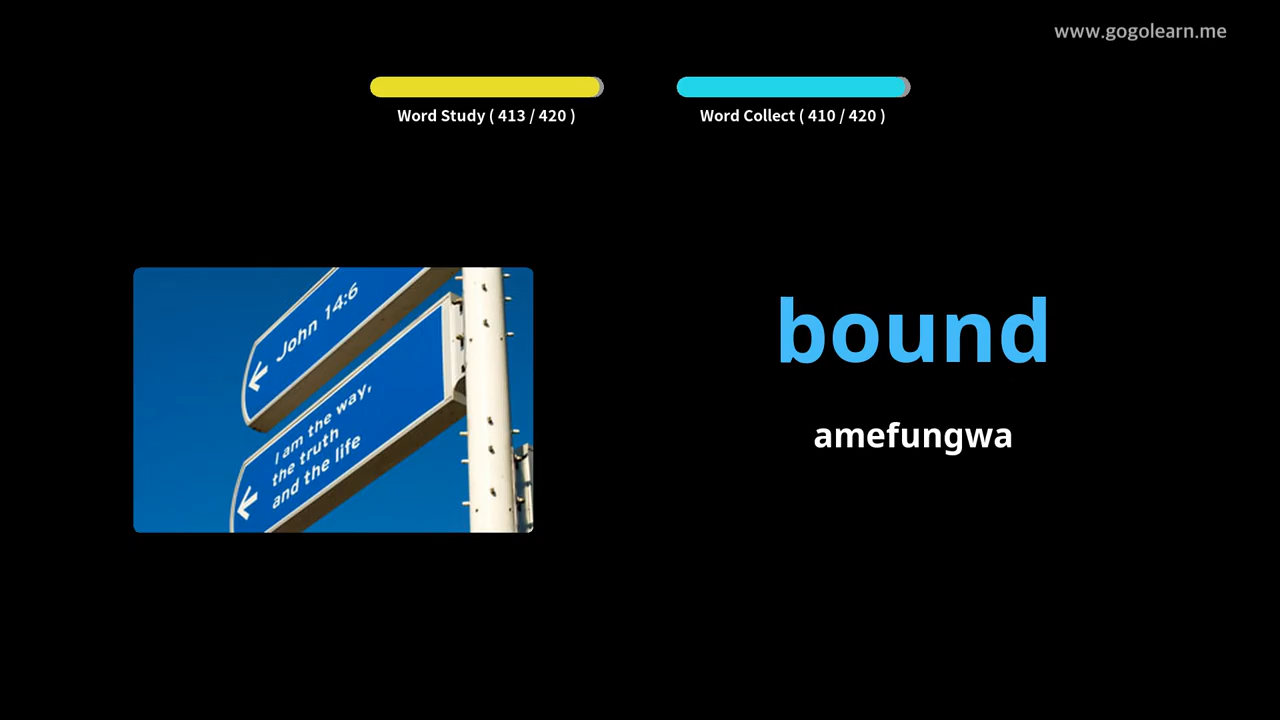 www.gogolearn.me
Word Study ( 413 / 420 )
Word Collect ( 410 / 420 )
John 14:6
I am the way,
the truth
and the life
bound
amefungwa